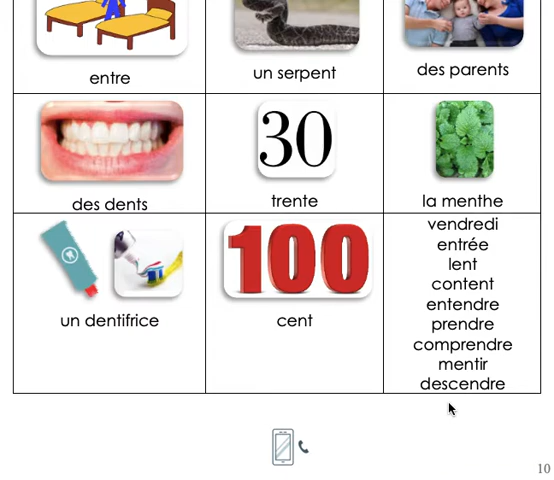 entre
un serpent
des parents
30
des dents
trente
la menthe
100
un dentifrice
cent
vendredi
entrée
lent
content
entendre
prendre
comprendre
mentir
descendre
10